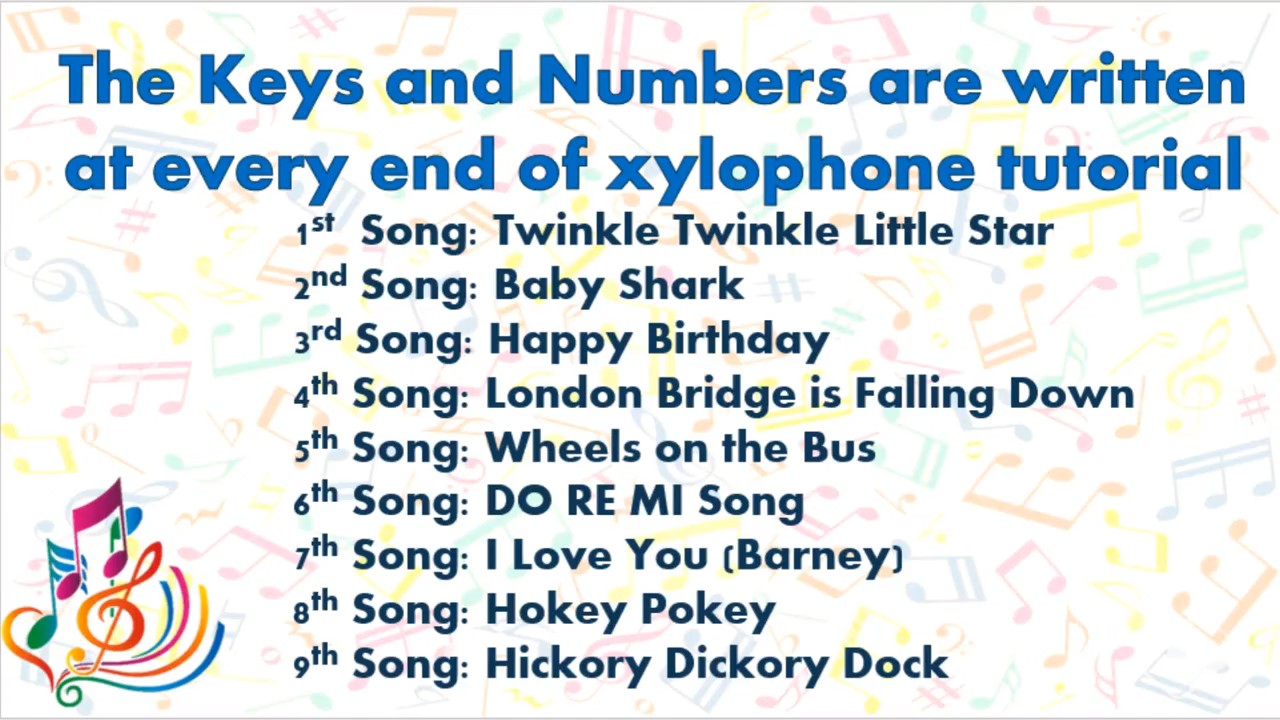 The Keys and Numbers are written
at every end of xylophone tutorial
1st Song: Twinkle Twinkle Little Star
2nd Song: Baby Shark
3rd Song: Happy Birthday
4th Song: London Bridge is Falling Down
5th Song: Wheels on the Bus
6th Song: DO RE MI Song
7th Song: I Love You (Barney)
8th Song: Hokey Pokey
9th Song: Hickory Dickory Dock